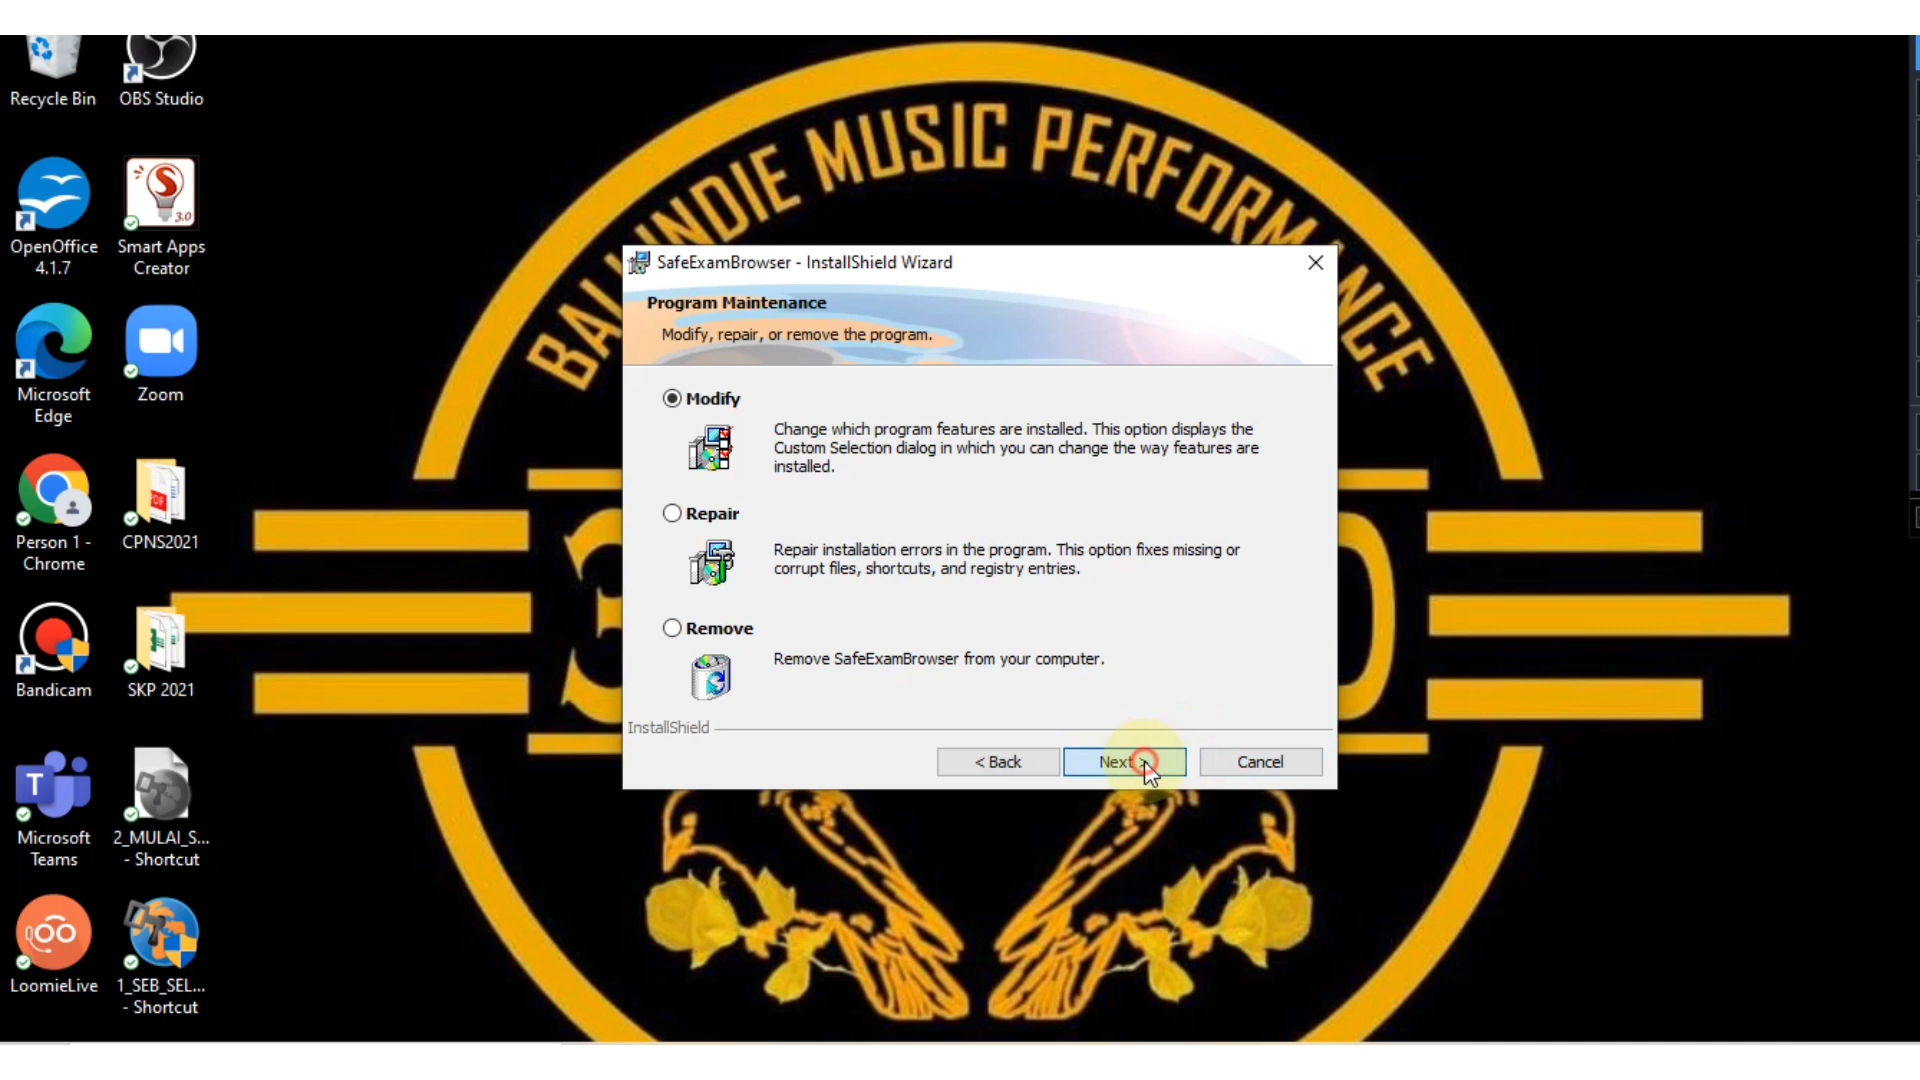 Recycle Bin
OBS Studio
OpenOffice
4.1.7
Smart Apps
Creator
3.0
Microsoft
Edge
Zoom
Person 1 -
Chrome
PDF
CPNS2021
Bandicam
SKP 2021
T
Microsoft
Teams
2_MULAI_S...
- Shortcut
LoomieLive
1_SEB_SEL...
- Shortcut
MUSIC PERFORMANCE
SafeExamBrowser - InstallShield Wizard
Program Maintenance
Modify, repair, or remove the program.
Modify
Change which program features are installed. This option displays the
Custom Selection dialog in which you can change the way features are
installed.
Repair
Repair installation errors in the program. This option fixes missing or
corrupt files, shortcuts, and registry entries.
Remove
Remove SafeExamBrowser from your computer.
InstallShield
< Back
Next >
Cancel